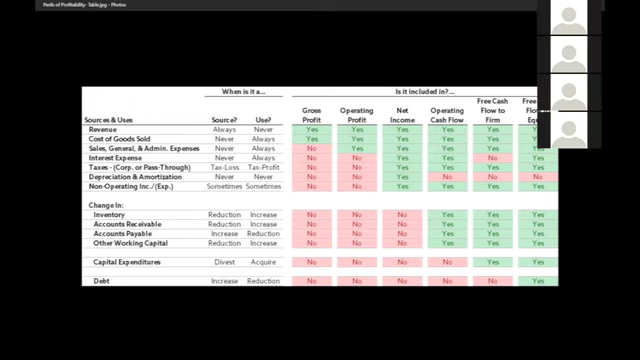 Perils of Profitability- Table.jpg - Photos
When is it a... Is it included in?...
Sources & Uses Source? Use? Gross Profit Operating Profit Net Income Operating Cash Flow Free Cash Flow to Firm Free
Revenue Always Never Yes Yes Yes Yes Yes Yes
Cost of Goods Sold Never Always Yes Yes Yes Yes Yes Yes
Sales, General, & Admin. Expenses Never Always No Yes Yes Yes Yes Yes
Interest Expense Never Always No No Yes Yes No Yes
Taxes - (Corp. or Pass-Through) Tax-Loss Tax-Profit No No Yes Yes Yes Yes
Depreciation & Amortization Never Never No No Yes No No No
Non-Operating Inc./(Exp.) Sometimes Sometimes No No Yes Yes Yes Yes
Change In:
Inventory Reduction Increase No No No Yes Yes Yes
Accounts Receivable Reduction Increase No No No Yes Yes Yes
Accounts Payable Increase Reduction No No No Yes Yes Yes
Other Working Capital Reduction Increase No No No Yes Yes Yes
Capital Expenditures Divest Acquire No No No No Yes Yes
Debt Increase Reduction No No No No No Yes